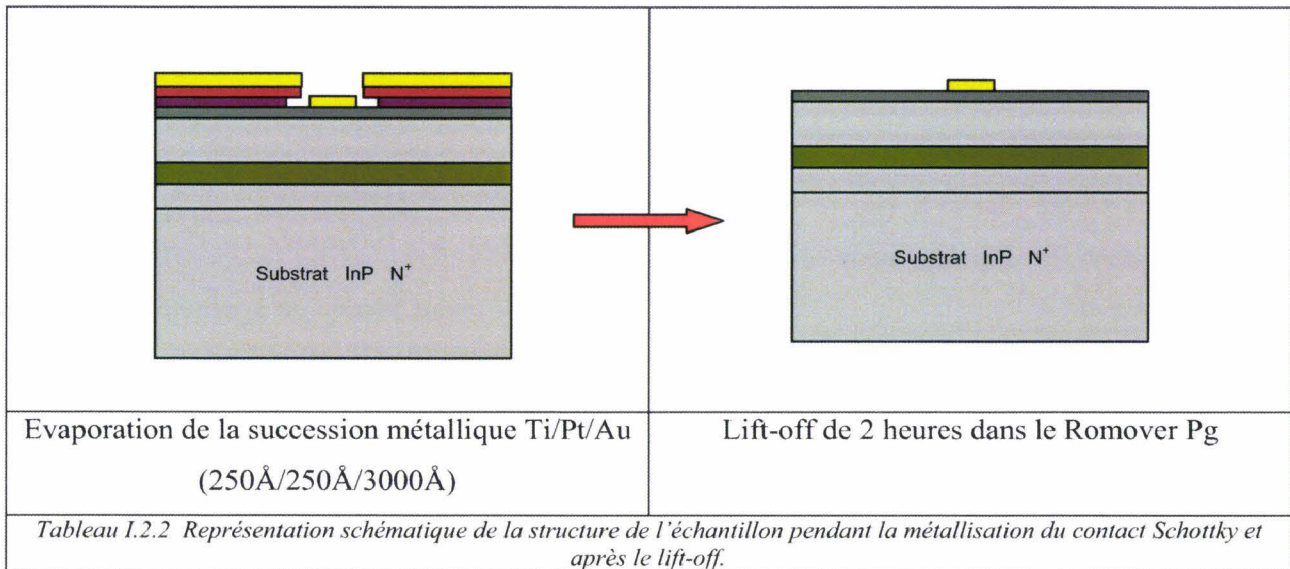 Substrat InP N⁺
Substrat InP N⁺
Evaporation de la succession métallique Ti/Pt/Au
(250Å/250Å/3000Å)
Lift-off de 2 heures dans le Romover Pg
Tableau I.2.2 Représentation schématique de la structure de l'échantillon pendant la métallisation du contact Schottky et
après le lift-off.